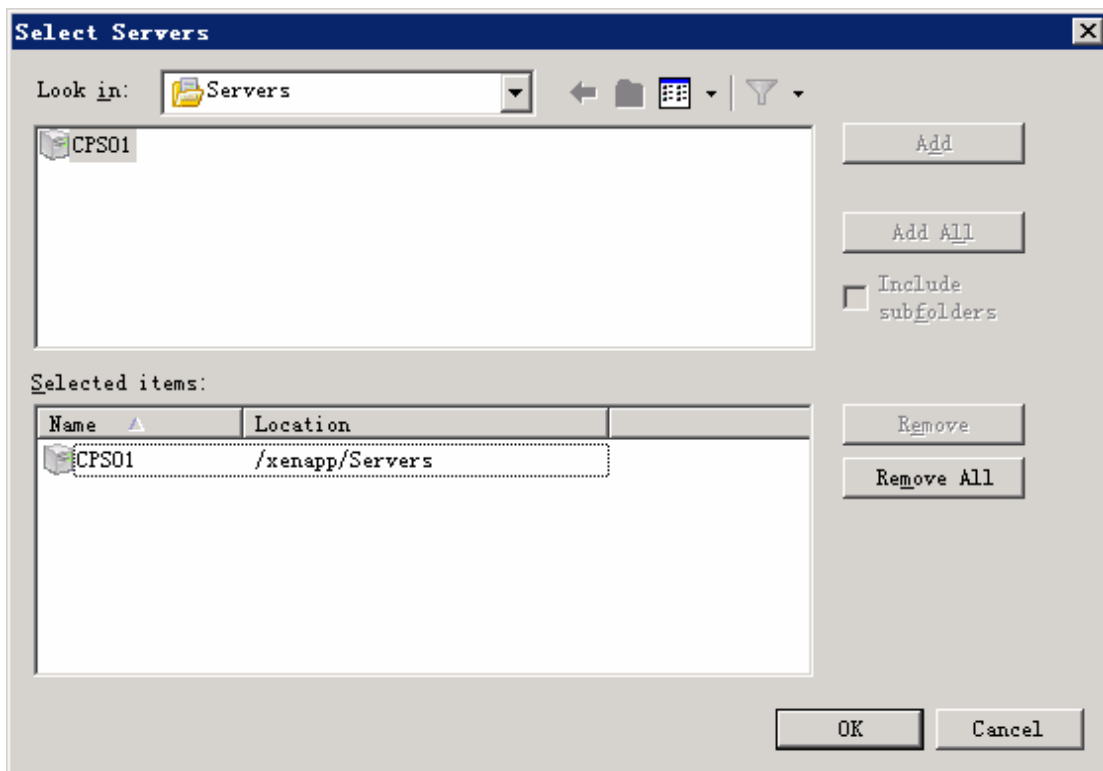 Select Servers
Look in: Servers
CPS01
Add
Add All
Include
subfolders
Selected items:
Name Location
CPS01 /xenapp/Servers
Remove
Remove All
OK Cancel